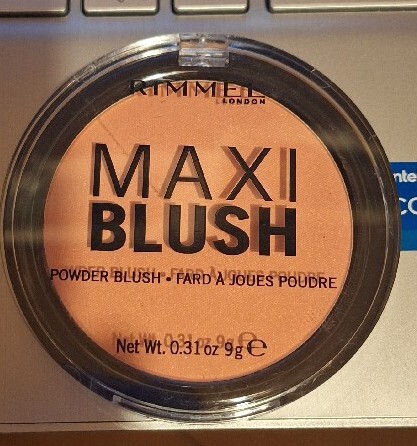 RIMMEL
LONDON
MAXI
BLUSH
POWDER BLUSH • FARD À JOUES POUDRE
Net Wt. 0.31 oz 9g ℮